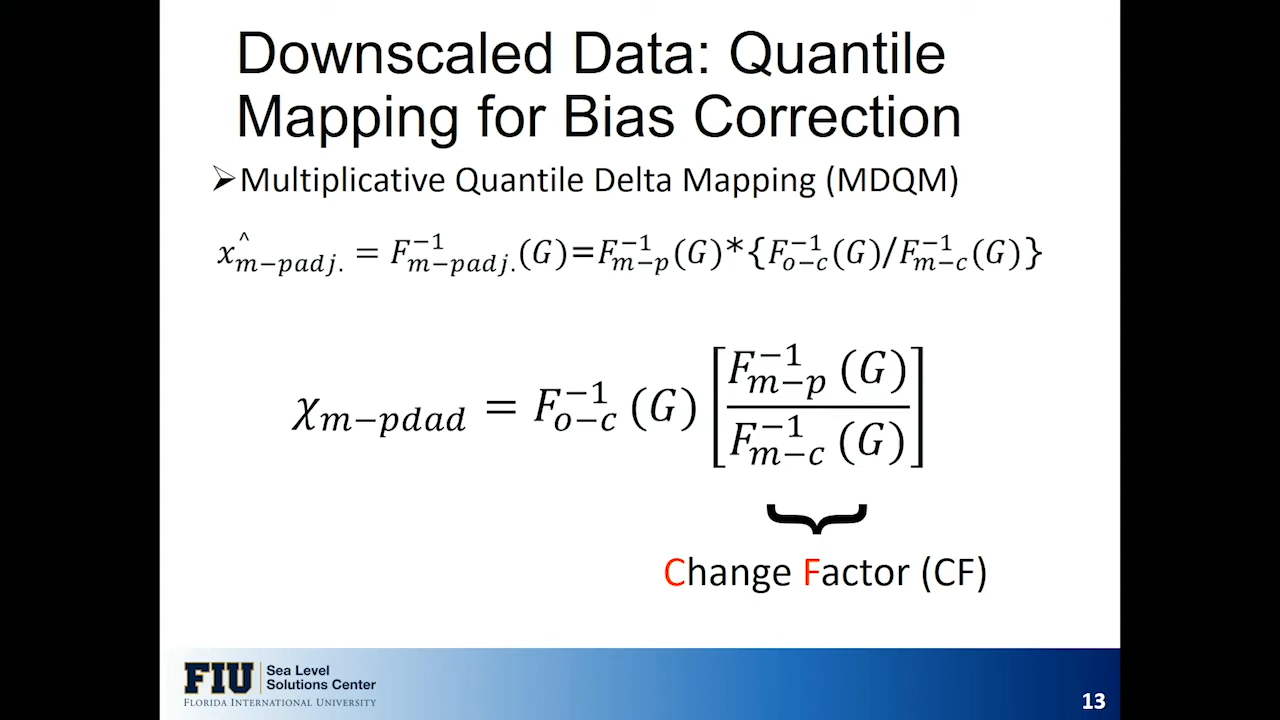 Downscaled Data: Quantile
Mapping for Bias Correction
➢Multiplicative Quantile Delta Mapping (MDQM)
x^_{m−padj.} = F^{−1}_{m−padj.}(G)=F^{−1}_{m−p}(G)*{F^{−1}_{o−c}(G)/F^{−1}_{m−c}(G)}
χ_{m−pdad} = F^{−1}_{o−c}(G) [F^{−1}_{m−p}(G) / F^{−1}_{m−c}(G)]
Change Factor (CF)
FIU
Sea Level
Solutions Center
FLORIDA INTERNATIONAL UNIVERSITY
13